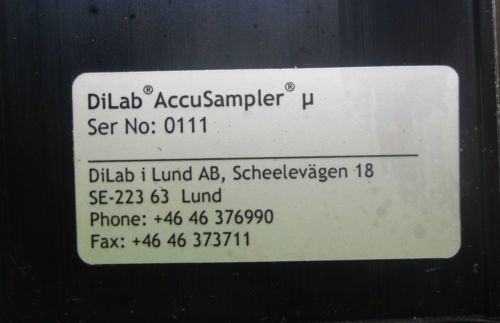 DiLab® AccuSampler® µ
Ser No: 0111
DiLab i Lund AB, Scheelevägen 18
SE-223 63 Lund
Phone: +46 46 376990
Fax: +46 46 373711